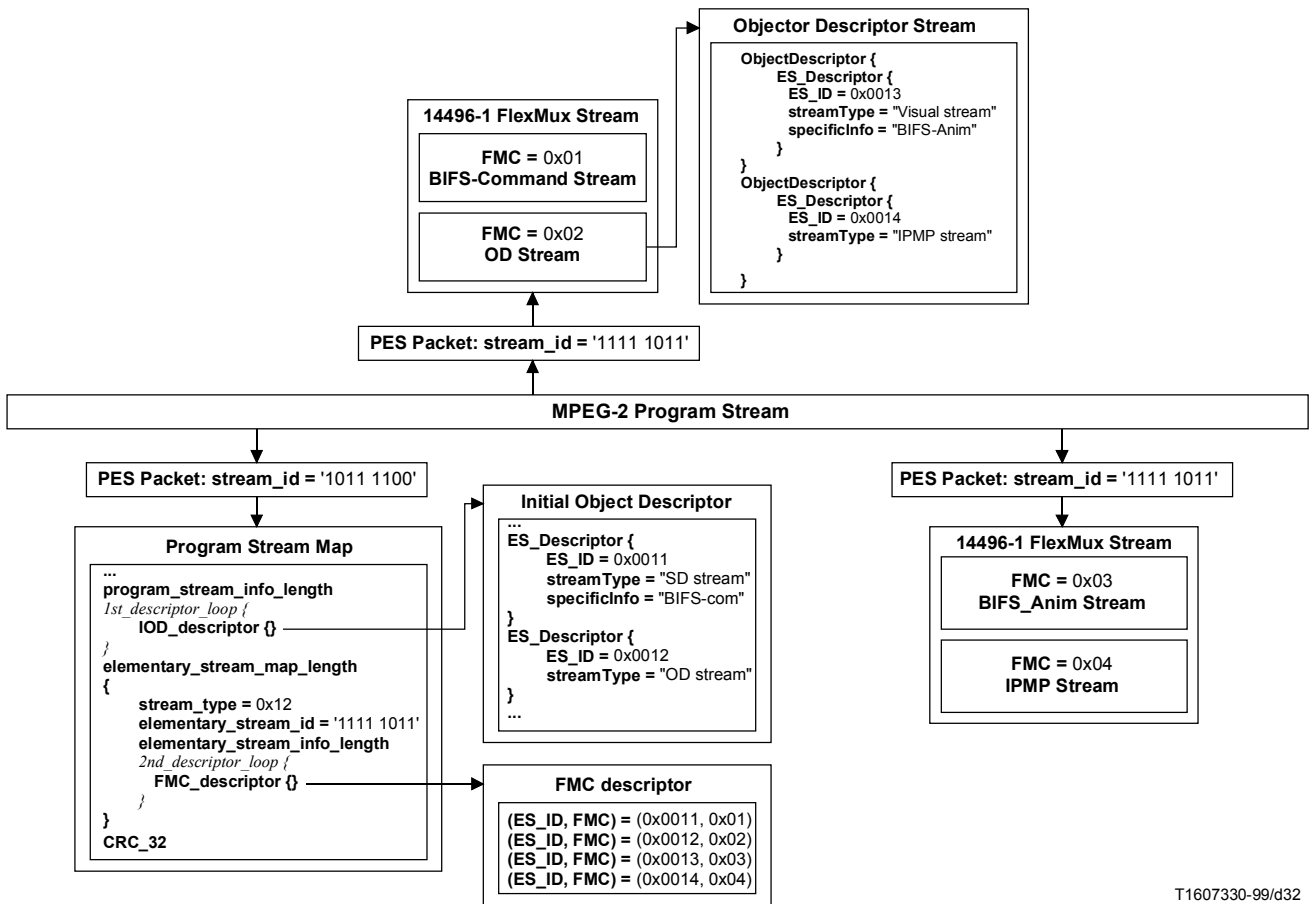 Objector Descriptor Stream
ObjectDescriptor {
ES_Descriptor {
ES_ID = 0x0013
streamType = "Visual stream"
specificInfo = "BIFS-Anim"
}
}
ObjectDescriptor {
ES_Descriptor {
ES_ID = 0x0014
streamType = "IPMP stream"
}
}
14496-1 FlexMux Stream
FMC = 0x01
BIFS-Command Stream
FMC = 0x02
OD Stream
PES Packet: stream_id = '1111 1011'
MPEG-2 Program Stream
PES Packet: stream_id = '1011 1100'
Program Stream Map
...
program_stream_info_length
1st_descriptor_loop {
IOD_descriptor {}
}
elementary_stream_map_length
{
stream_type = 0x12
elementary_stream_id = '1111 1011'
elementary_stream_info_length
2nd_descriptor_loop {
FMC_descriptor {}
}
}
CRC_32
Initial Object Descriptor
...
ES_Descriptor {
ES_ID = 0x0011
streamType = "SD stream"
specificInfo = "BIFS-com"
}
ES_Descriptor {
ES_ID = 0x0012
streamType = "OD stream"
}
...
FMC descriptor
(ES_ID, FMC) = (0x0011, 0x01)
(ES_ID, FMC) = (0x0012, 0x02)
(ES_ID, FMC) = (0x0013, 0x03)
(ES_ID, FMC) = (0x0014, 0x04)
PES Packet: stream_id = '1111 1011'
14496-1 FlexMux Stream
FMC = 0x03
BIFS_Anim Stream
FMC = 0x04
IPMP Stream
T1607330-99/d32